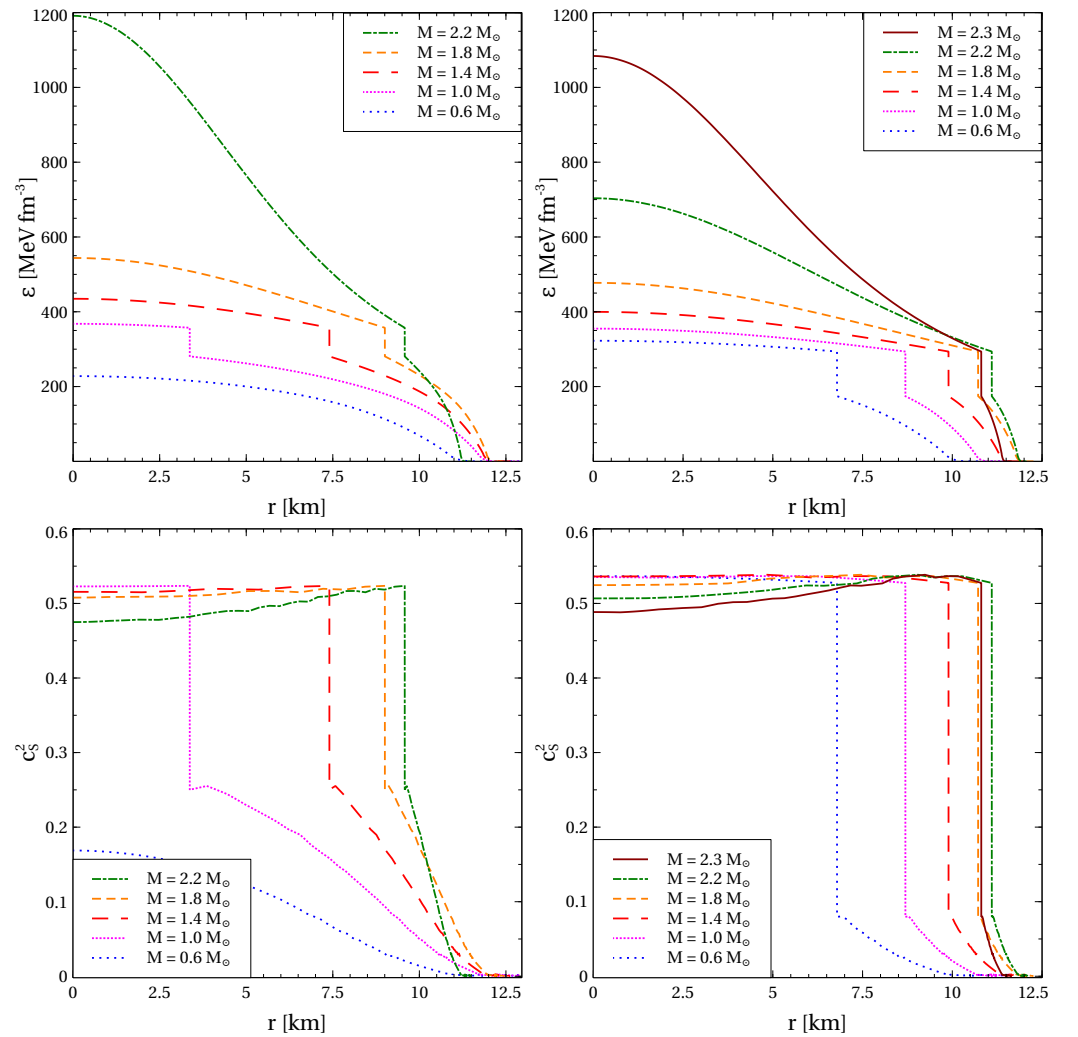 1200
1000
800
600
400
200
ε [MeV fm⁻³]
0
2.5
5
7.5
10
12.5
r [km]
M = 2.2 M☉
M = 1.8 M☉
M = 1.4 M☉
M = 1.0 M☉
M = 0.6 M☉
1200
1000
800
600
400
200
ε [MeV fm⁻³]
0
2.5
5
7.5
10
12.5
r [km]
M = 2.3 M☉
M = 2.2 M☉
M = 1.8 M☉
M = 1.4 M☉
M = 1.0 M☉
M = 0.6 M☉
0.6
0.5
0.4
0.3
0.2
0.1
0
c²ₛ
0
2.5
5
7.5
10
12.5
r [km]
M = 2.2 M☉
M = 1.8 M☉
M = 1.4 M☉
M = 1.0 M☉
M = 0.6 M☉
0.6
0.5
0.4
0.3
0.2
0.1
0
c²ₛ
0
2.5
5
7.5
10
12.5
r [km]
M = 2.3 M☉
M = 2.2 M☉
M = 1.8 M☉
M = 1.4 M☉
M = 1.0 M☉
M = 0.6 M☉